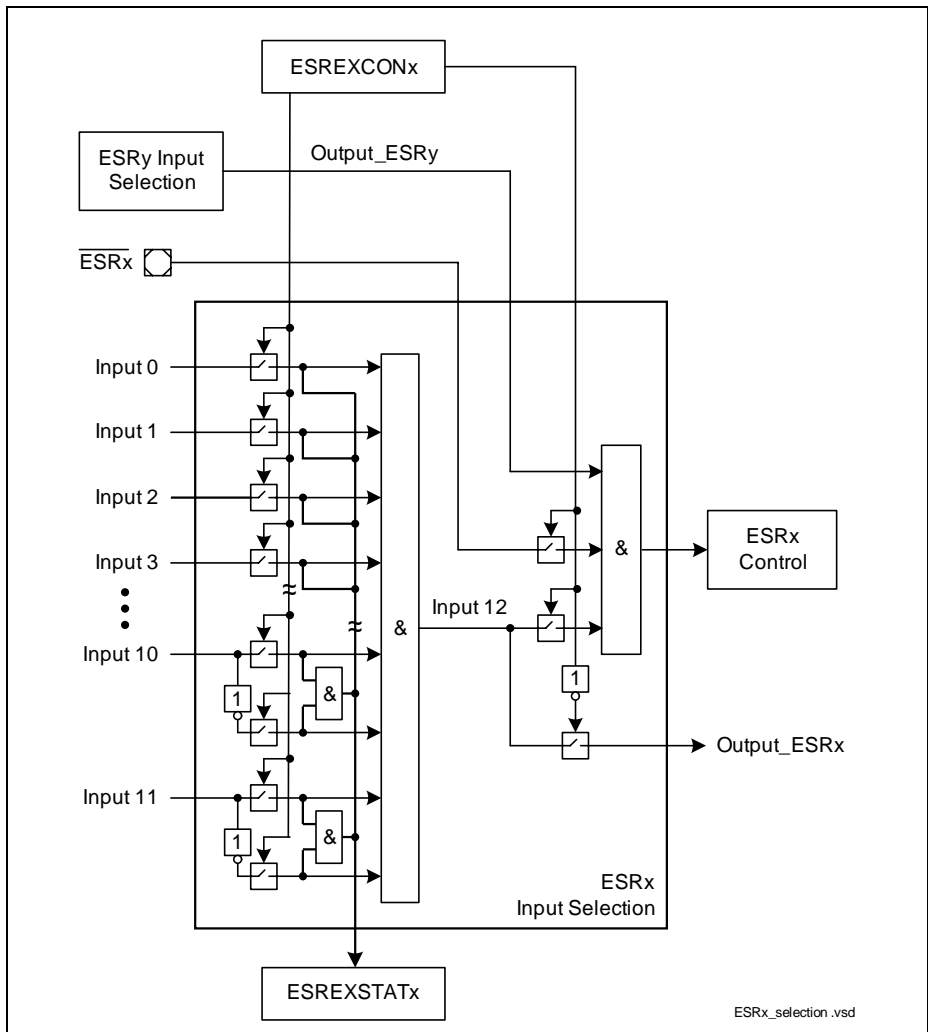 ESREXCONx
ESRy Input
Selection
Output_ESRy
ESRx
Input 0
Input 1
Input 2
Input 3
Input 10
1
&
Input 11
1
&
&
Input 12
&
1
ESRx
Control
Output_ESRx
ESRx
Input Selection
ESREXSTATx
ESRx_selection .vsd